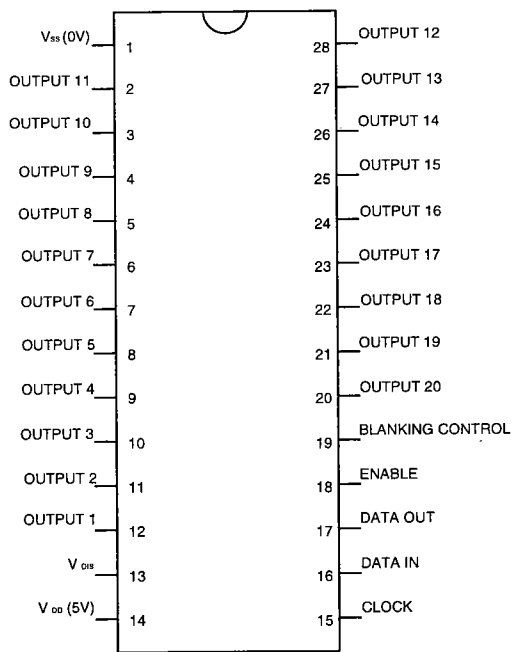 Vss (0V) 1 28 OUTPUT 12
OUTPUT 11 2 27 OUTPUT 13
OUTPUT 10 3 26 OUTPUT 14
OUTPUT 9 4 25 OUTPUT 15
OUTPUT 8 5 24 OUTPUT 16
OUTPUT 7 6 23 OUTPUT 17
OUTPUT 6 7 22 OUTPUT 18
OUTPUT 5 8 21 OUTPUT 19
OUTPUT 4 9 20 OUTPUT 20
OUTPUT 3 10 19 BLANKING CONTROL
OUTPUT 2 11 18 ENABLE
OUTPUT 1 12 17 DATA OUT
V DIS 13 16 DATA IN
V DD (5V) 14 15 CLOCK